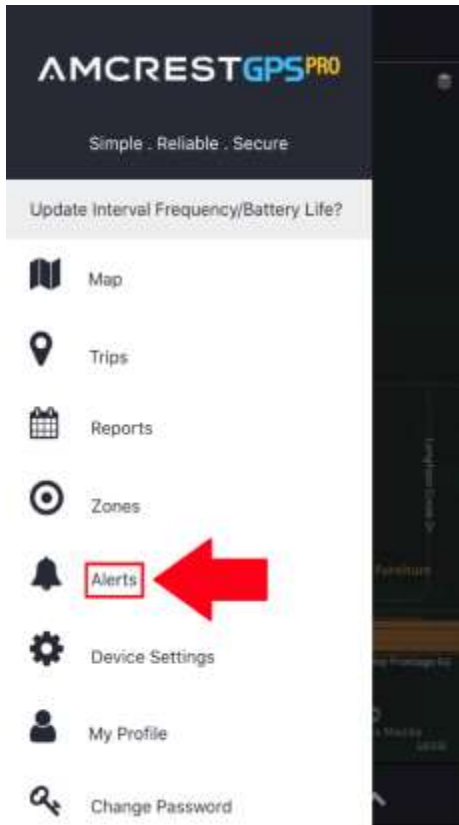 AMCRESTGPSPRO
Simple . Reliable . Secure
Update Interval Frequency/Battery Life?
Map
Trips
Reports
Zones
Alerts
Device Settings
My Profile
Change Password